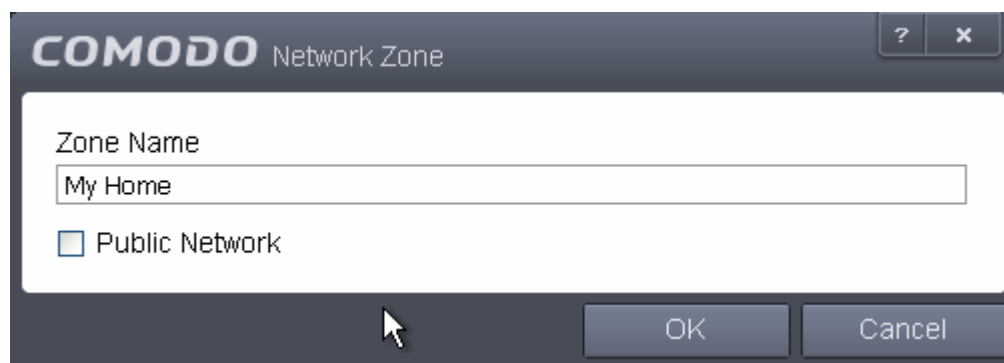 COMODO Network Zone
? x
Zone Name
My Home
Public Network
OK Cancel